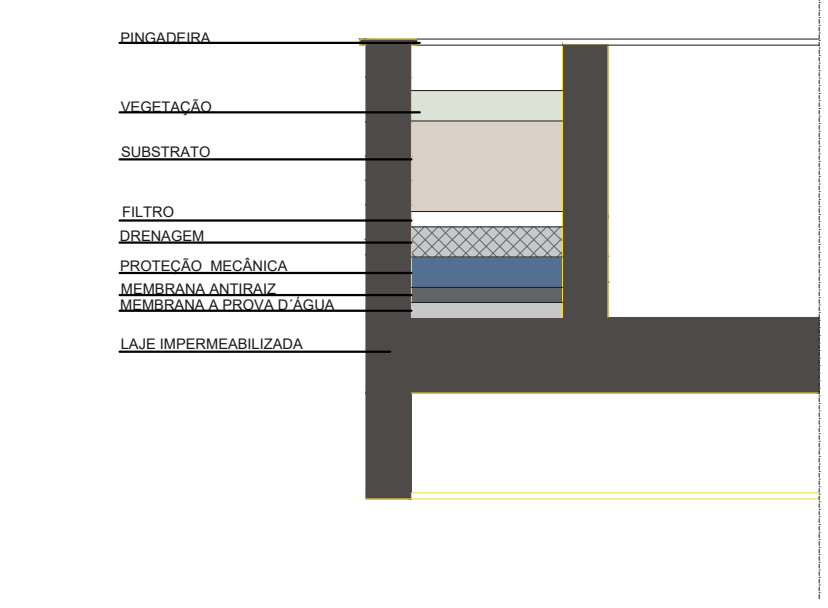 PINGADEIRA
VEGETAÇÃO
SUBSTRATO
FILTRO
DRENAGEM
PROTEÇÃO MECÂNICA
MEMBRANA ANTIRAIZ
MEMBRANA A PROVA D´ÁGUA
LAJE IMPERMEABILIZADA